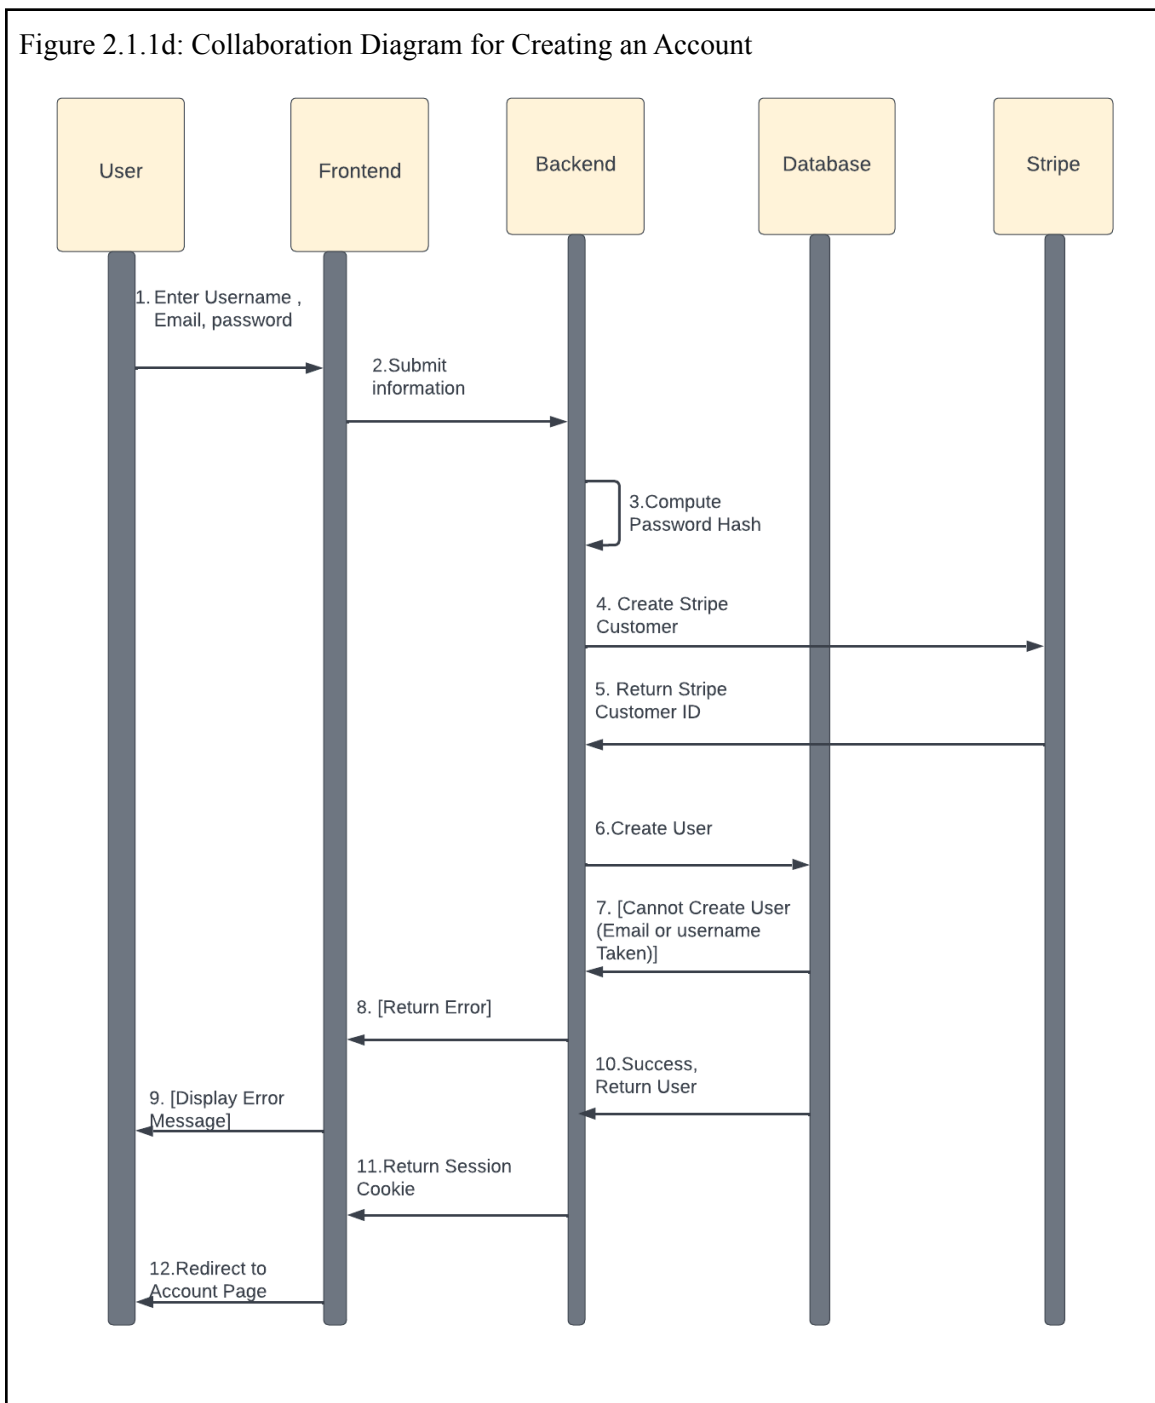 Figure 2.1.1d: Collaboration Diagram for Creating an Account
User
Frontend
Backend
Database
Stripe
1. Enter Username ,
Email, password
2.Submit
information
3.Compute
Password Hash
4. Create Stripe
Customer
5. Return Stripe
Customer ID
6.Create User
7. [Cannot Create User
(Email or username
Taken)]
8. [Return Error]
9. [Display Error
Message]
10.Success,
Return User
11.Return Session
Cookie
12.Redirect to
Account Page